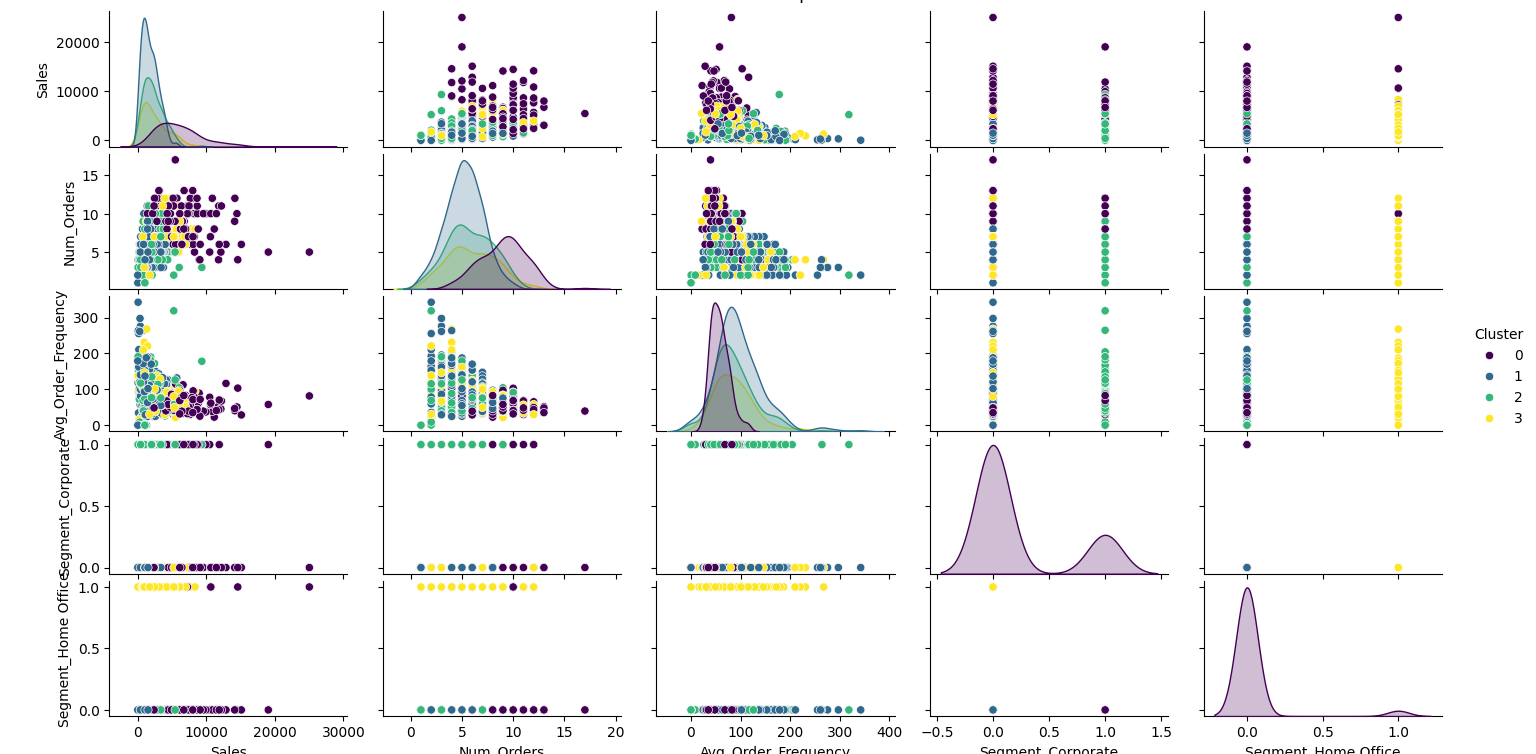 Sales
20000
10000
0
Num_Orders
15
10
5
Avg_Order_Frequency
300
200
100
0
Segment_Corporate
1.0
0.5
0.0
Segment_Home Office
1.0
0.5
0.0
0 10000 20000 30000
0 5 10 15 20
0 100 200 300 400
−0.5 0.0 0.5 1.0 1.5
0.0 0.5 1.0
Sales
Num_Orders
Avg_Order_Frequency
Segment_Corporate
Segment_Home Office
Cluster
0
1
2
3